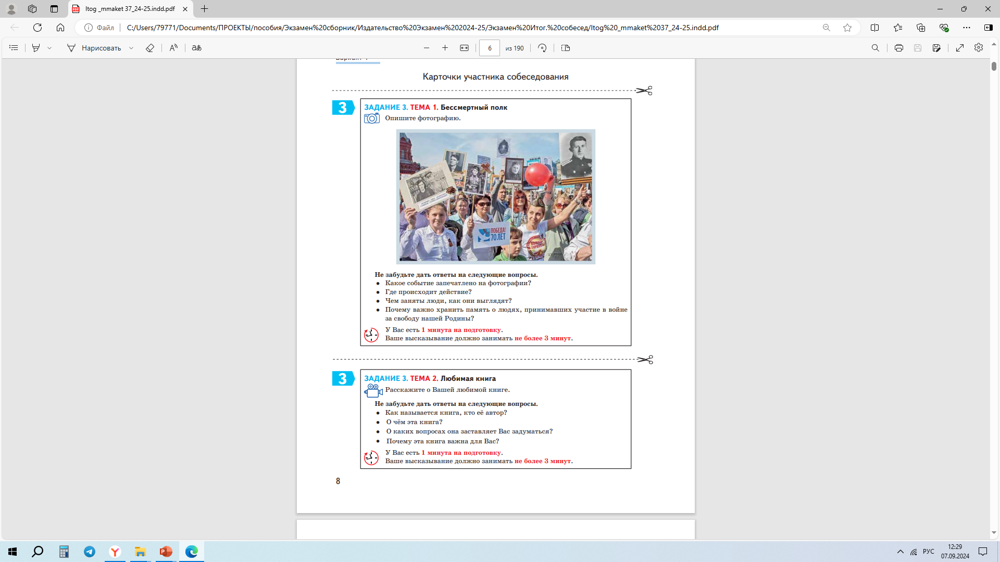 Itog _mmaket 37_24-25.indd.pdf
Файл
C:/Users/79771/Documents/ПРОЕКТЫ/пособия/Экзамен%20сборник/Издательство%20Экзамен%202024-25/Экзамен%20Итог.%20собесед/Itog%20_mmaket%2037_24-25.indd.pdf
Нарисовать
6 из 190
Карточки участника собеседования
3
ЗАДАНИЕ 3. ТЕМА 1. Бессмертный полк
Опишите фотографию.
ПОБЕДА!
70 ЛЕТ
Не забудьте дать ответы на следующие вопросы.
● Какое событие запечатлено на фотографии?
● Где происходит действие?
● Чем заняты люди, как они выглядят?
● Почему важно хранить память о людях, принимавших участие в войне
за свободу нашей Родины?
У Вас есть 1 минута на подготовку.
Ваше высказывание должно занимать не более 3 минут.
3
ЗАДАНИЕ 3. ТЕМА 2. Любимая книга
Расскажите о Вашей любимой книге.
Не забудьте дать ответы на следующие вопросы.
● Как называется книга, кто её автор?
● О чём эта книга?
● О каких вопросах она заставляет Вас задуматься?
● Почему эта книга важна для Вас?
У Вас есть 1 минута на подготовку.
Ваше высказывание должно занимать не более 3 минут.
8
РУС
12:29
07.09.2024